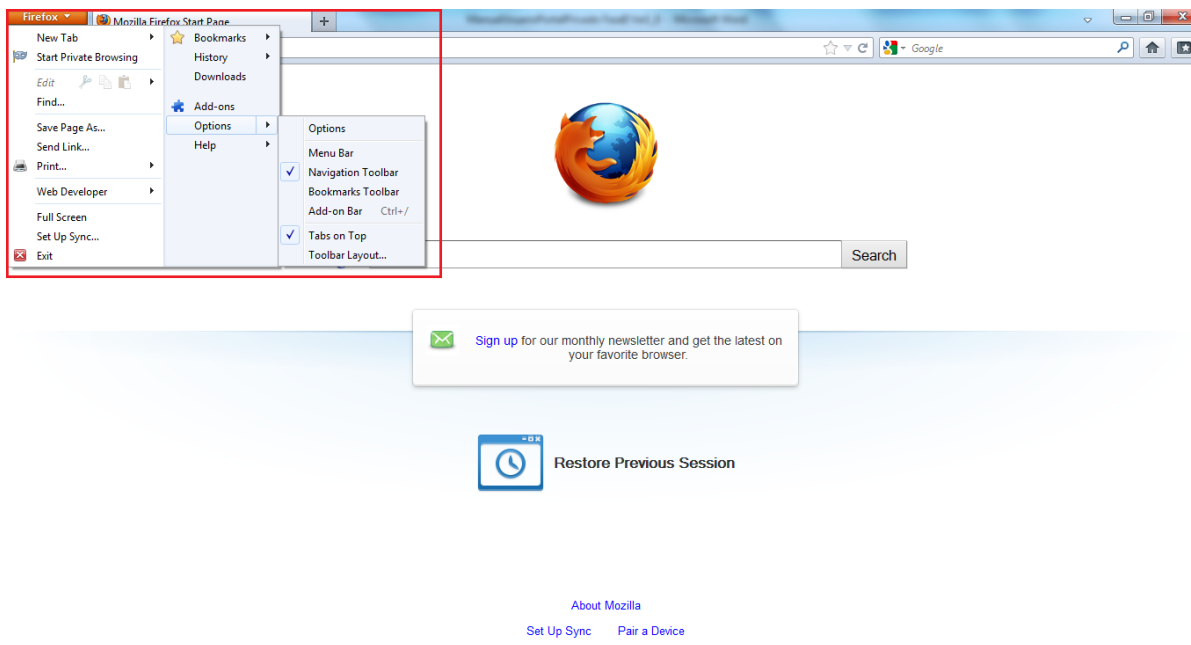 Firefox
Mozilla Firefox Start Page
+
Microsoft Word
Google
New Tab
Start Private Browsing
Edit
Find...
Save Page As...
Send Link...
Print...
Web Developer
Full Screen
Set Up Sync...
Exit
Bookmarks
History
Downloads
Add-ons
Options
Help
Options
Menu Bar
Navigation Toolbar
Bookmarks Toolbar
Add-on Bar Ctrl+/
Tabs on Top
Toolbar Layout...
Search
Sign up for our monthly newsletter and get the latest on
your favorite browser.
Restore Previous Session
About Mozilla
Set Up Sync Pair a Device